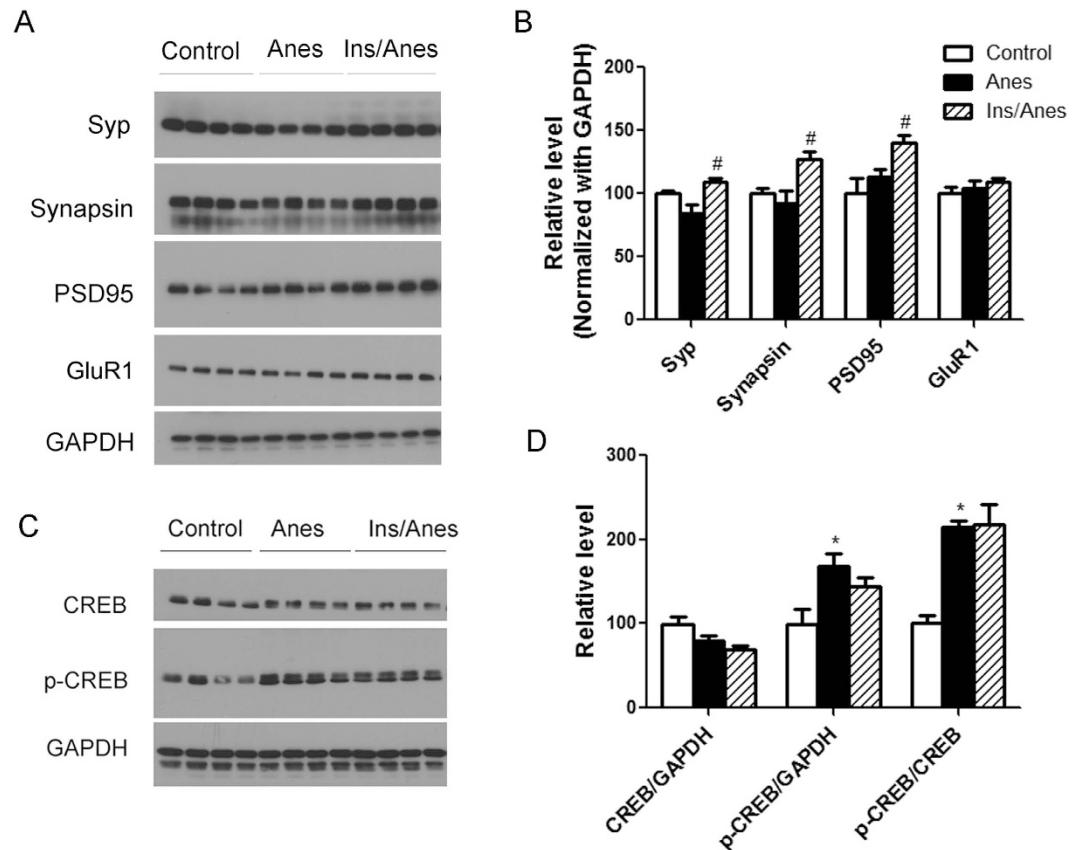 A
Control Anes Ins/Anes
Syp
Synapsin
PSD95
GluR1
GAPDH
B
Relative level
(Normalized with GAPDH)
200
150
100
50
0
# # #
Control
Anes
Ins/Anes
Syp Synapsin PSD95 GluR1
C
Control Anes Ins/Anes
CREB
p-CREB
GAPDH
D
Relative level
300
200
100
0
* *
CREB/GAPDH p-CREB/GAPDH p-CREB/CREB